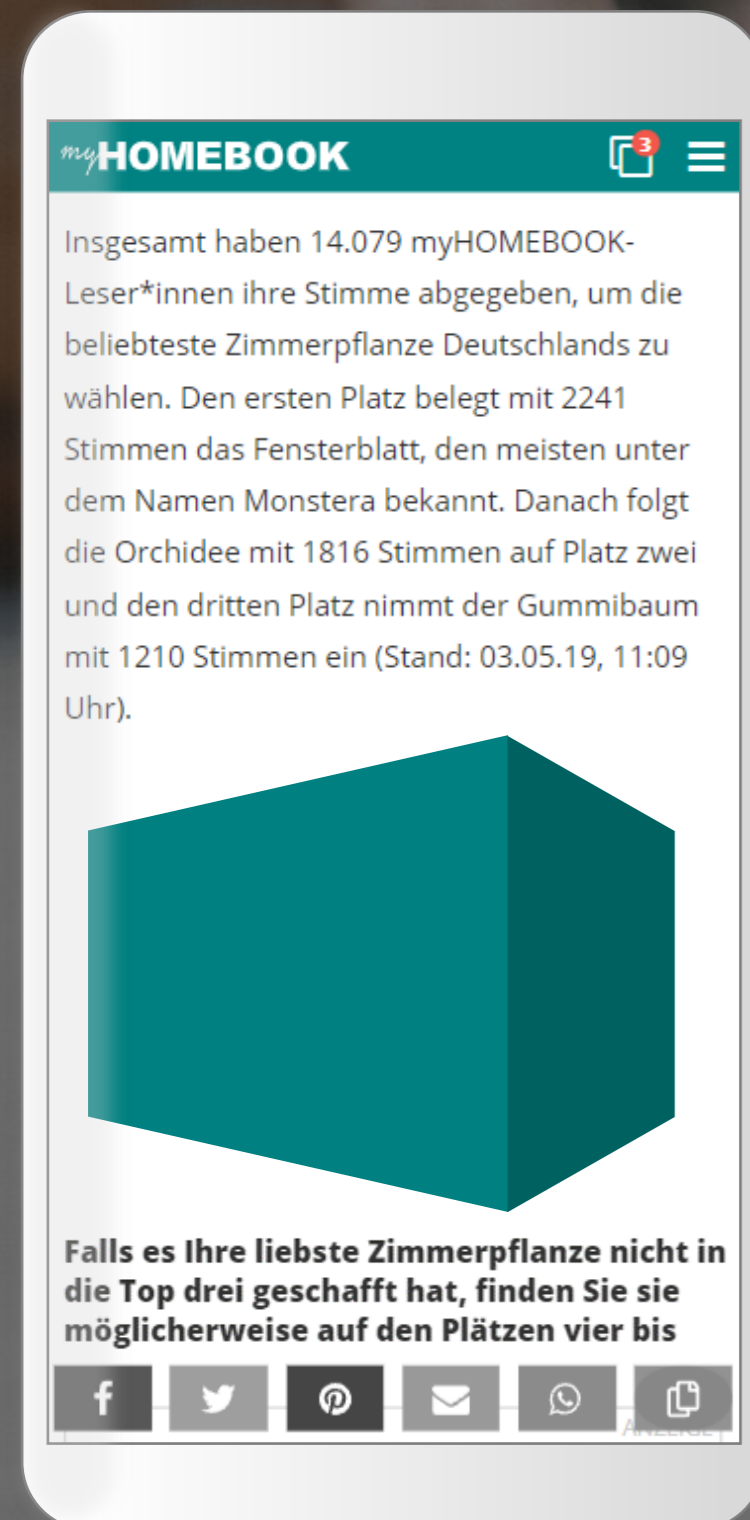 myHOMEBOOK
3
Insgesamt haben 14.079 myHOMEBOOK-
Leser*innen ihre Stimme abgegeben, um die
beliebteste Zimmerpflanze Deutschlands zu
wählen. Den ersten Platz belegt mit 2241
Stimmen das Fensterblatt, den meisten unter
dem Namen Monstera bekannt. Danach folgt
die Orchidee mit 1816 Stimmen auf Platz zwei
und den dritten Platz nimmt der Gummibaum
mit 1210 Stimmen ein (Stand: 03.05.19, 11:09
Uhr).
Falls es Ihre liebste Zimmerpflanze nicht in
die Top drei geschafft hat, finden Sie sie
möglicherweise auf den Plätzen vier bis
ANZEIGE